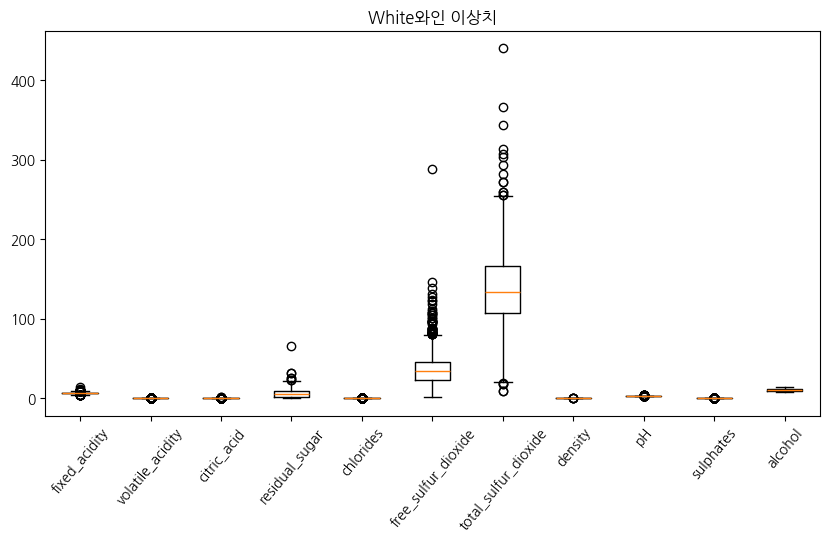 White와인 이상치
400
300
200
100
0
fixed_acidity
volatile_acidity
citric_acid
residual_sugar
chlorides
free_sulfur_dioxide
total_sulfur_dioxide
density
pH
sulphates
alcohol